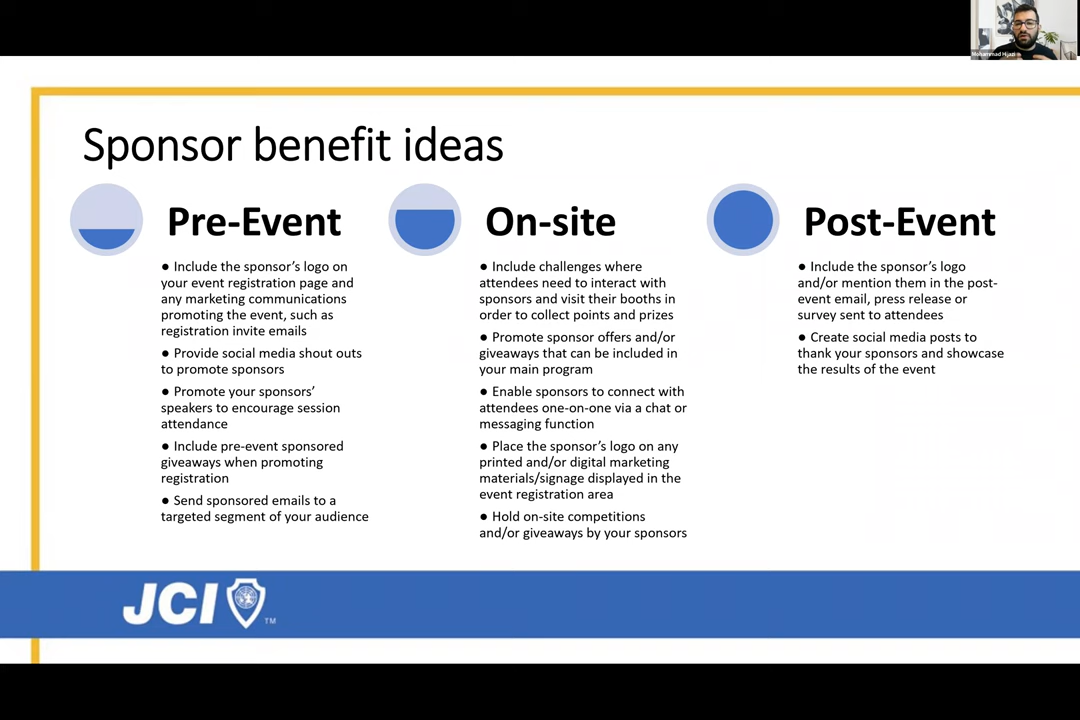 Mohammad Hijazi
Sponsor benefit ideas
Pre-Event
● Include the sponsor's logo on
your event registration page and
any marketing communications
promoting the event, such as
registration invite emails
● Provide social media shout outs
to promote sponsors
● Promote your sponsors'
speakers to encourage session
attendance
● Include pre-event sponsored
giveaways when promoting
registration
● Send sponsored emails to a
targeted segment of your audience
On-site
● Include challenges where
attendees need to interact with
sponsors and visit their booths in
order to collect points and prizes
● Promote sponsor offers and/or
giveaways that can be included in
your main program
● Enable sponsors to connect with
attendees one-on-one via a chat or
messaging function
● Place the sponsor's logo on any
printed and/or digital marketing
materials/signage displayed in the
event registration area
● Hold on-site competitions
and/or giveaways by your sponsors
Post-Event
● Include the sponsor's logo
and/or mention them in the post-
event email, press release or
survey sent to attendees
● Create social media posts to
thank your sponsors and showcase
the results of the event
JCI TM